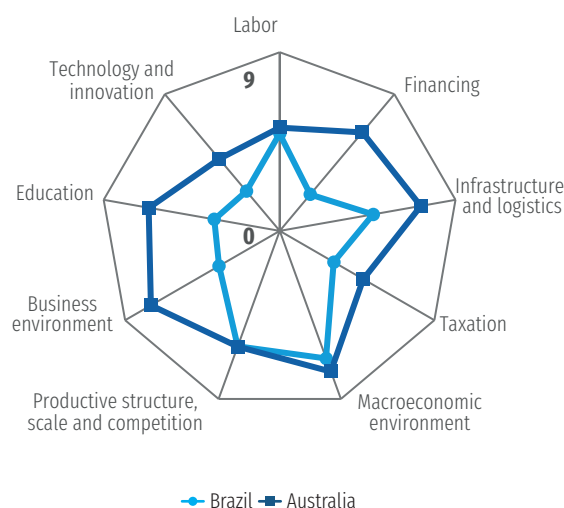 Labor
9
Technology and
innovation
Financing
Education
Infrastructure
and logistics
0
Business
environment
Taxation
Productive structure,
scale and competition
Macroeconomic
environment
Brazil Australia